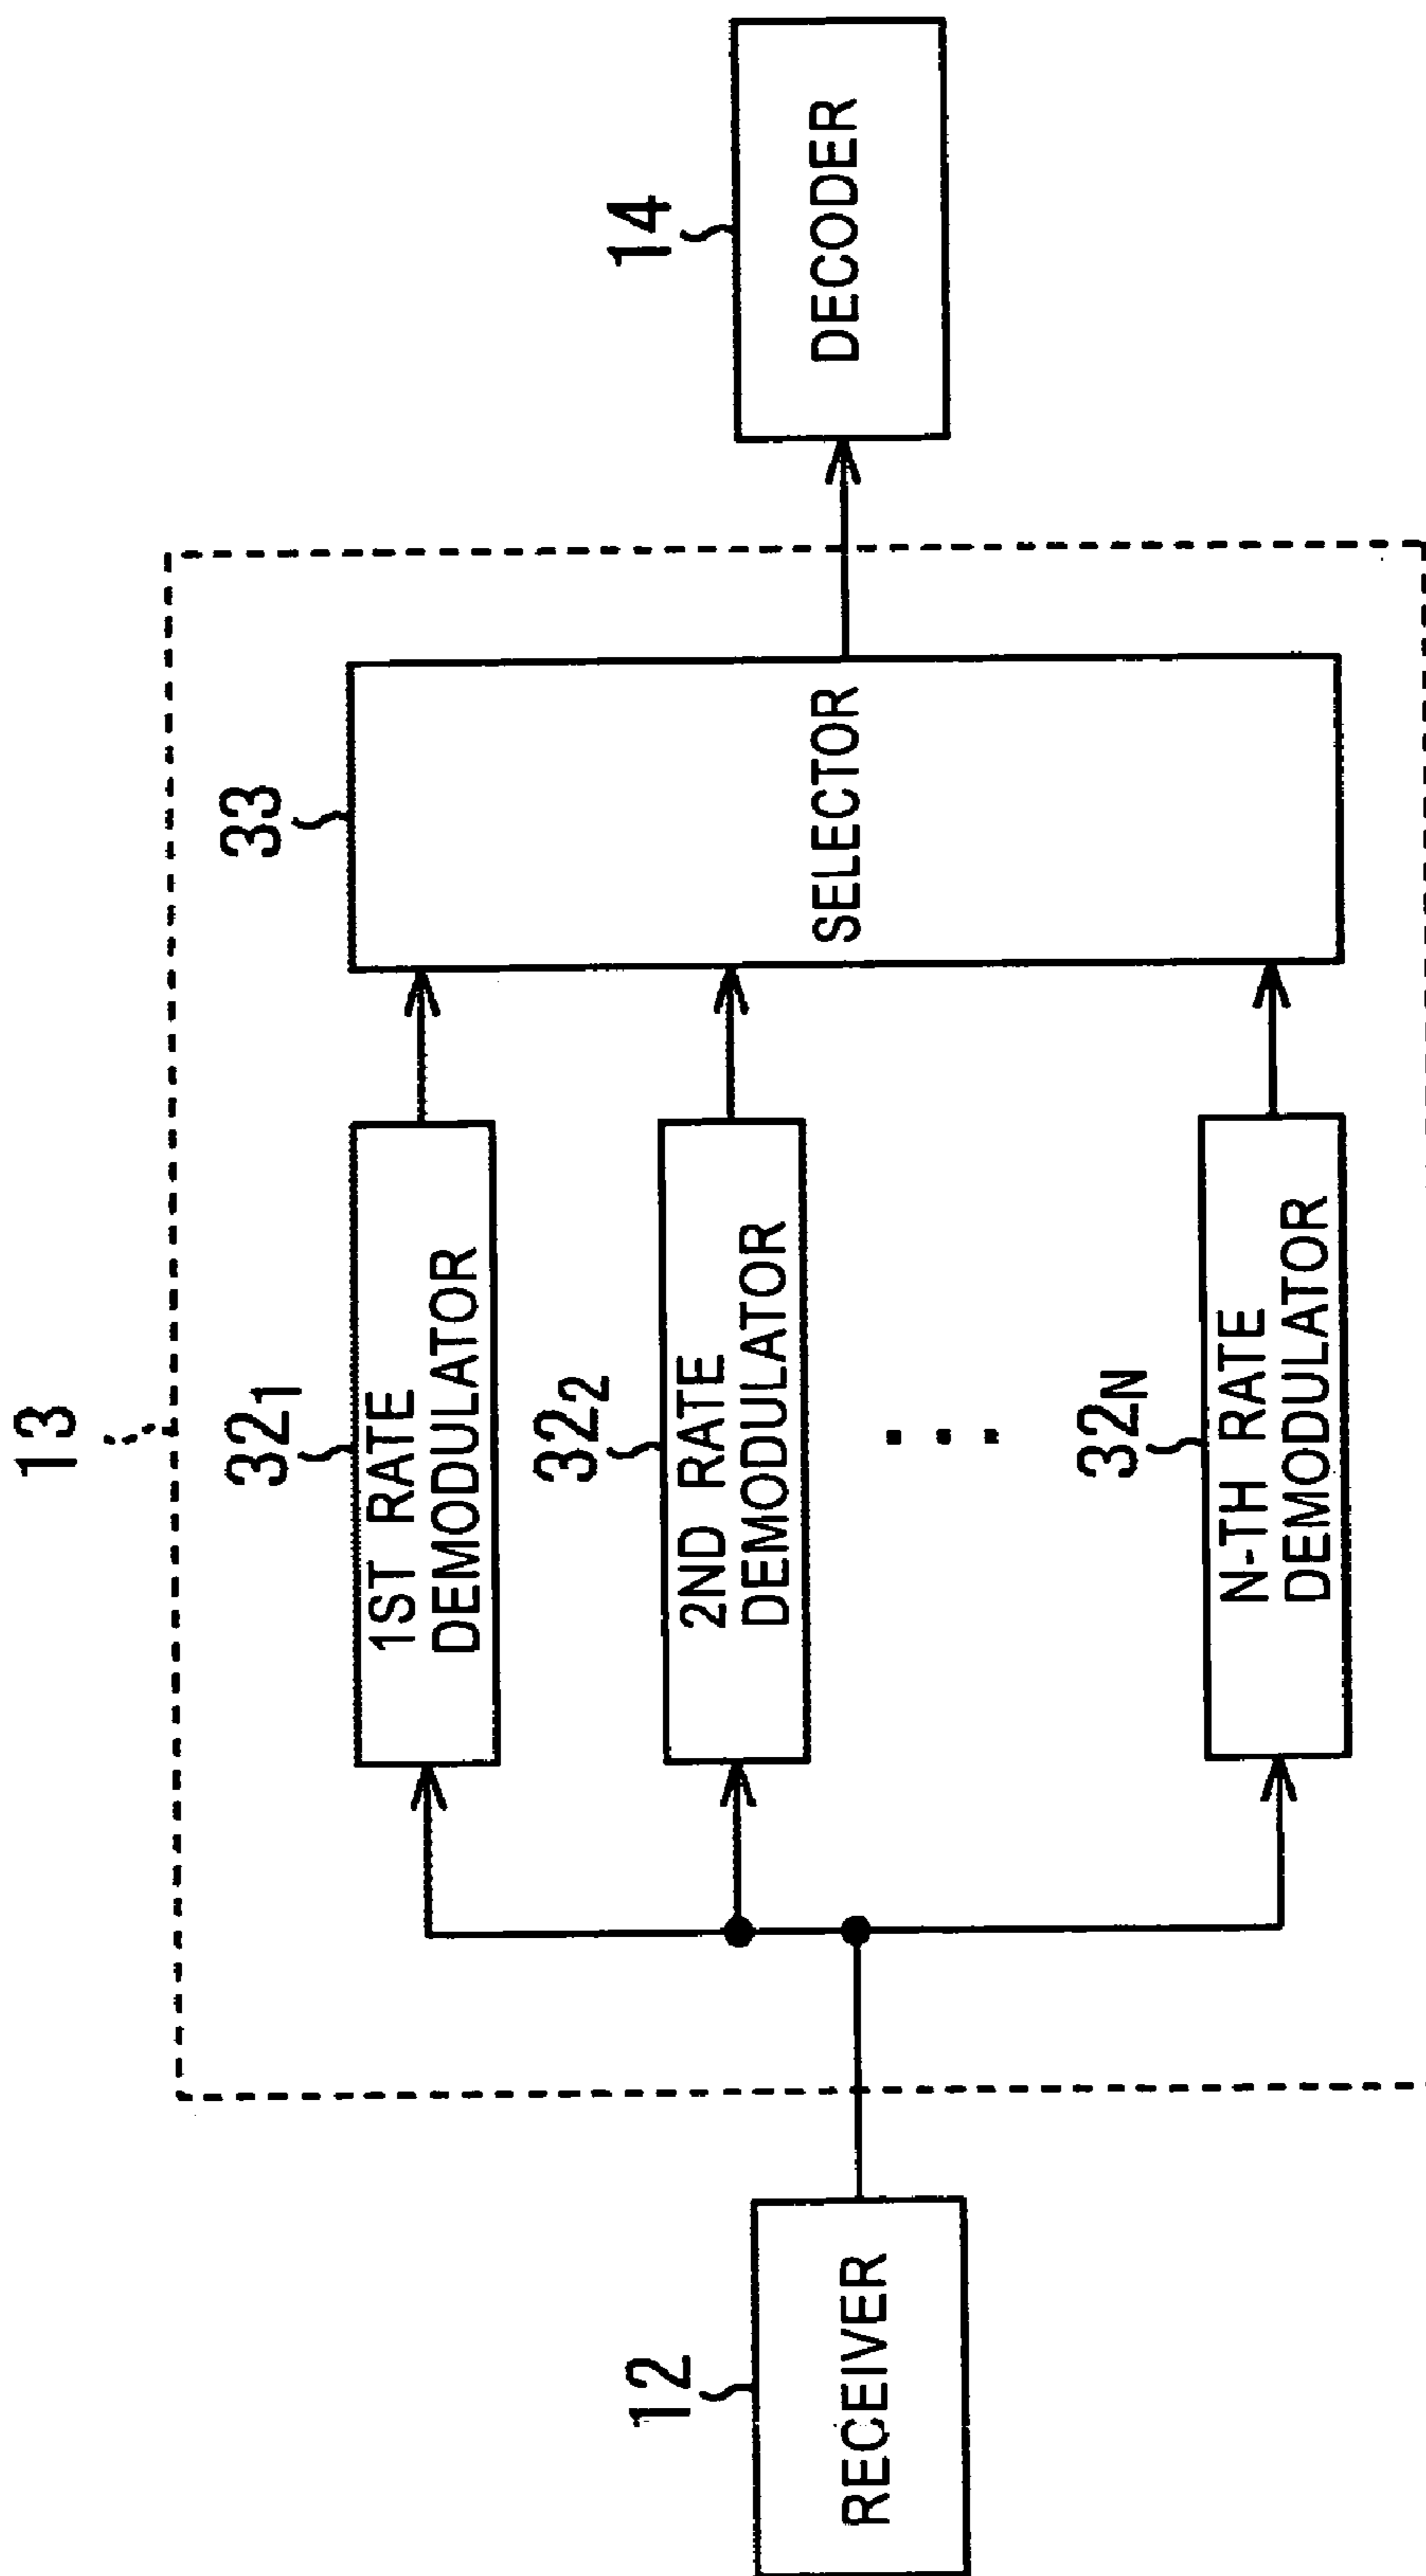 13
12
RECEIVER
32₁
1ST RATE
DEMODULATOR
32₂
2ND RATE
DEMODULATOR
...
32N
N-TH RATE
DEMODULATOR
33
SELECTOR
14
DECODER